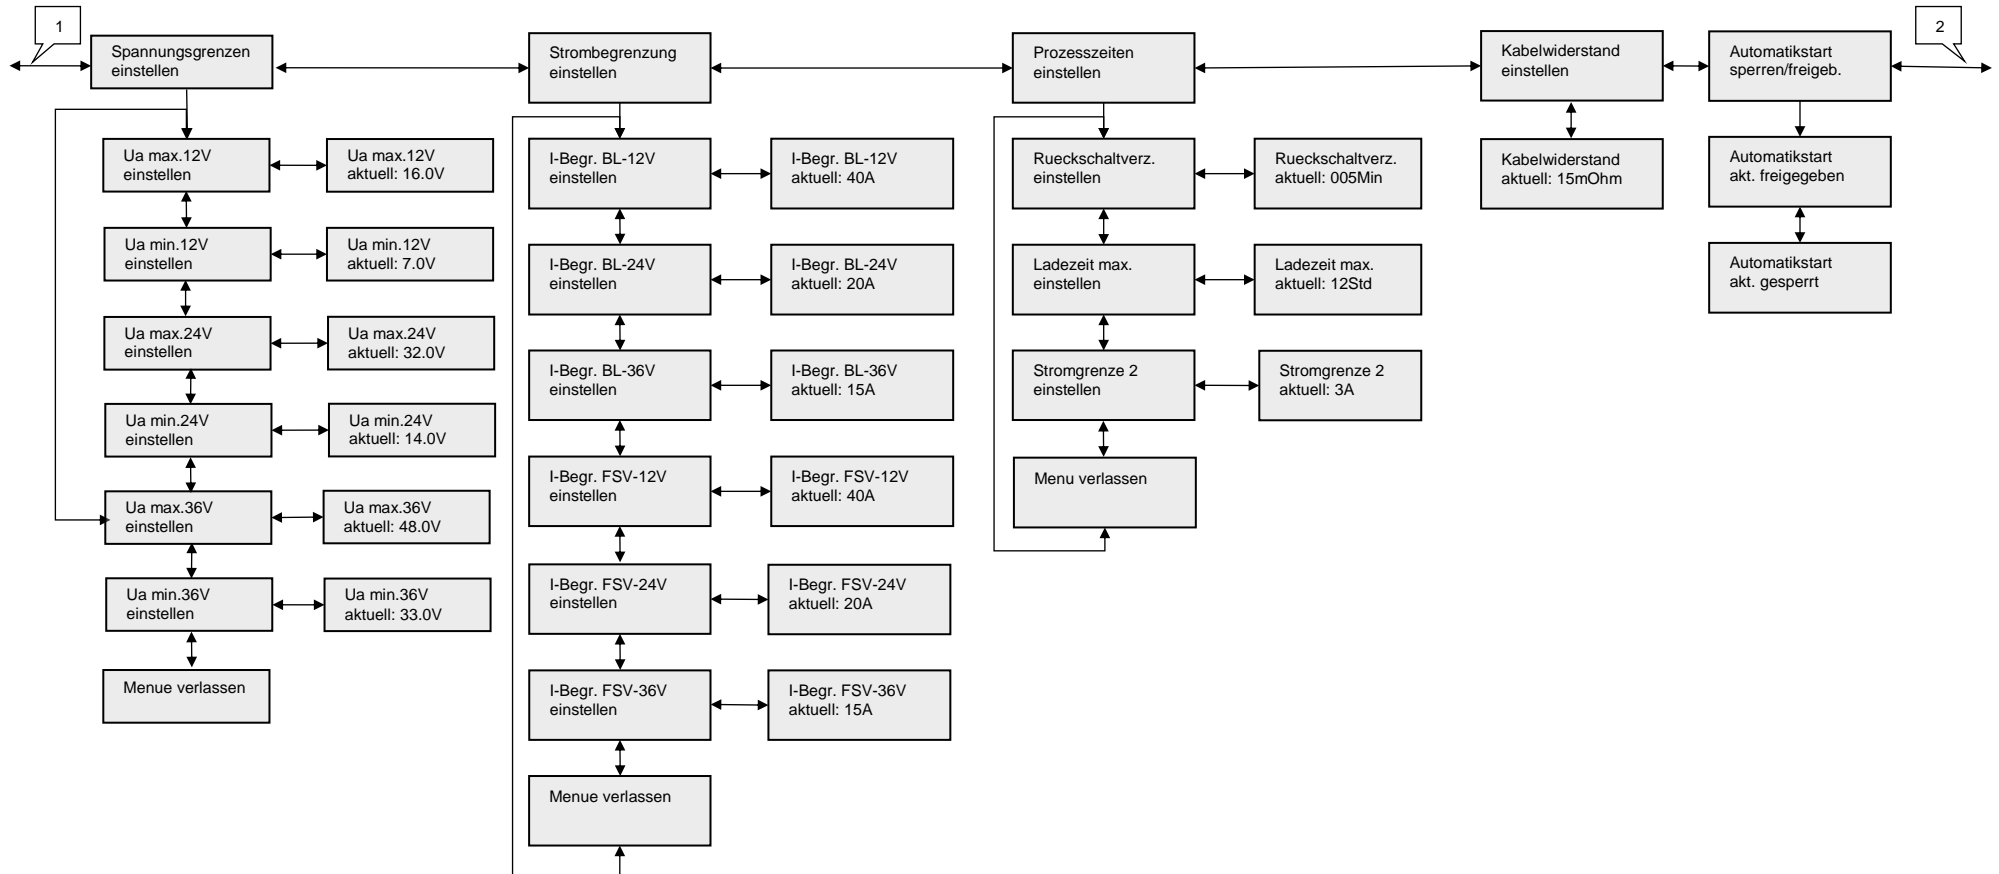 1
Spannungsgrenzen
einstellen
Strombegrenzung
einstellen
Prozesszeiten
einstellen
Kabelwiderstand
einstellen
Automatikstart
sperren/freigeb.
2
Ua max.12V
einstellen
Ua max.12V
aktuell: 16.0V
Ua min.12V
einstellen
Ua min.12V
aktuell: 7.0V
Ua max.24V
einstellen
Ua max.24V
aktuell: 32.0V
Ua min.24V
einstellen
Ua min.24V
aktuell: 14.0V
Ua max.36V
einstellen
Ua max.36V
aktuell: 48.0V
Ua min.36V
einstellen
Ua min.36V
aktuell: 33.0V
Menue verlassen
I-Begr. BL-12V
einstellen
I-Begr. BL-12V
aktuell: 40A
I-Begr. BL-24V
einstellen
I-Begr. BL-24V
aktuell: 20A
I-Begr. BL-36V
einstellen
I-Begr. BL-36V
aktuell: 15A
I-Begr. FSV-12V
einstellen
I-Begr. FSV-12V
aktuell: 40A
I-Begr. FSV-24V
einstellen
I-Begr. FSV-24V
aktuell: 20A
I-Begr. FSV-36V
einstellen
I-Begr. FSV-36V
aktuell: 15A
Menue verlassen
Rueckschaltverz.
einstellen
Rueckschaltverz.
aktuell: 005Min
Ladezeit max.
einstellen
Ladezeit max.
aktuell: 12Std
Stromgrenze 2
einstellen
Stromgrenze 2
aktuell: 3A
Menu verlassen
Kabelwiderstand
aktuell: 15mOhm
Automatikstart
akt. freigegeben
Automatikstart
akt. gesperrt